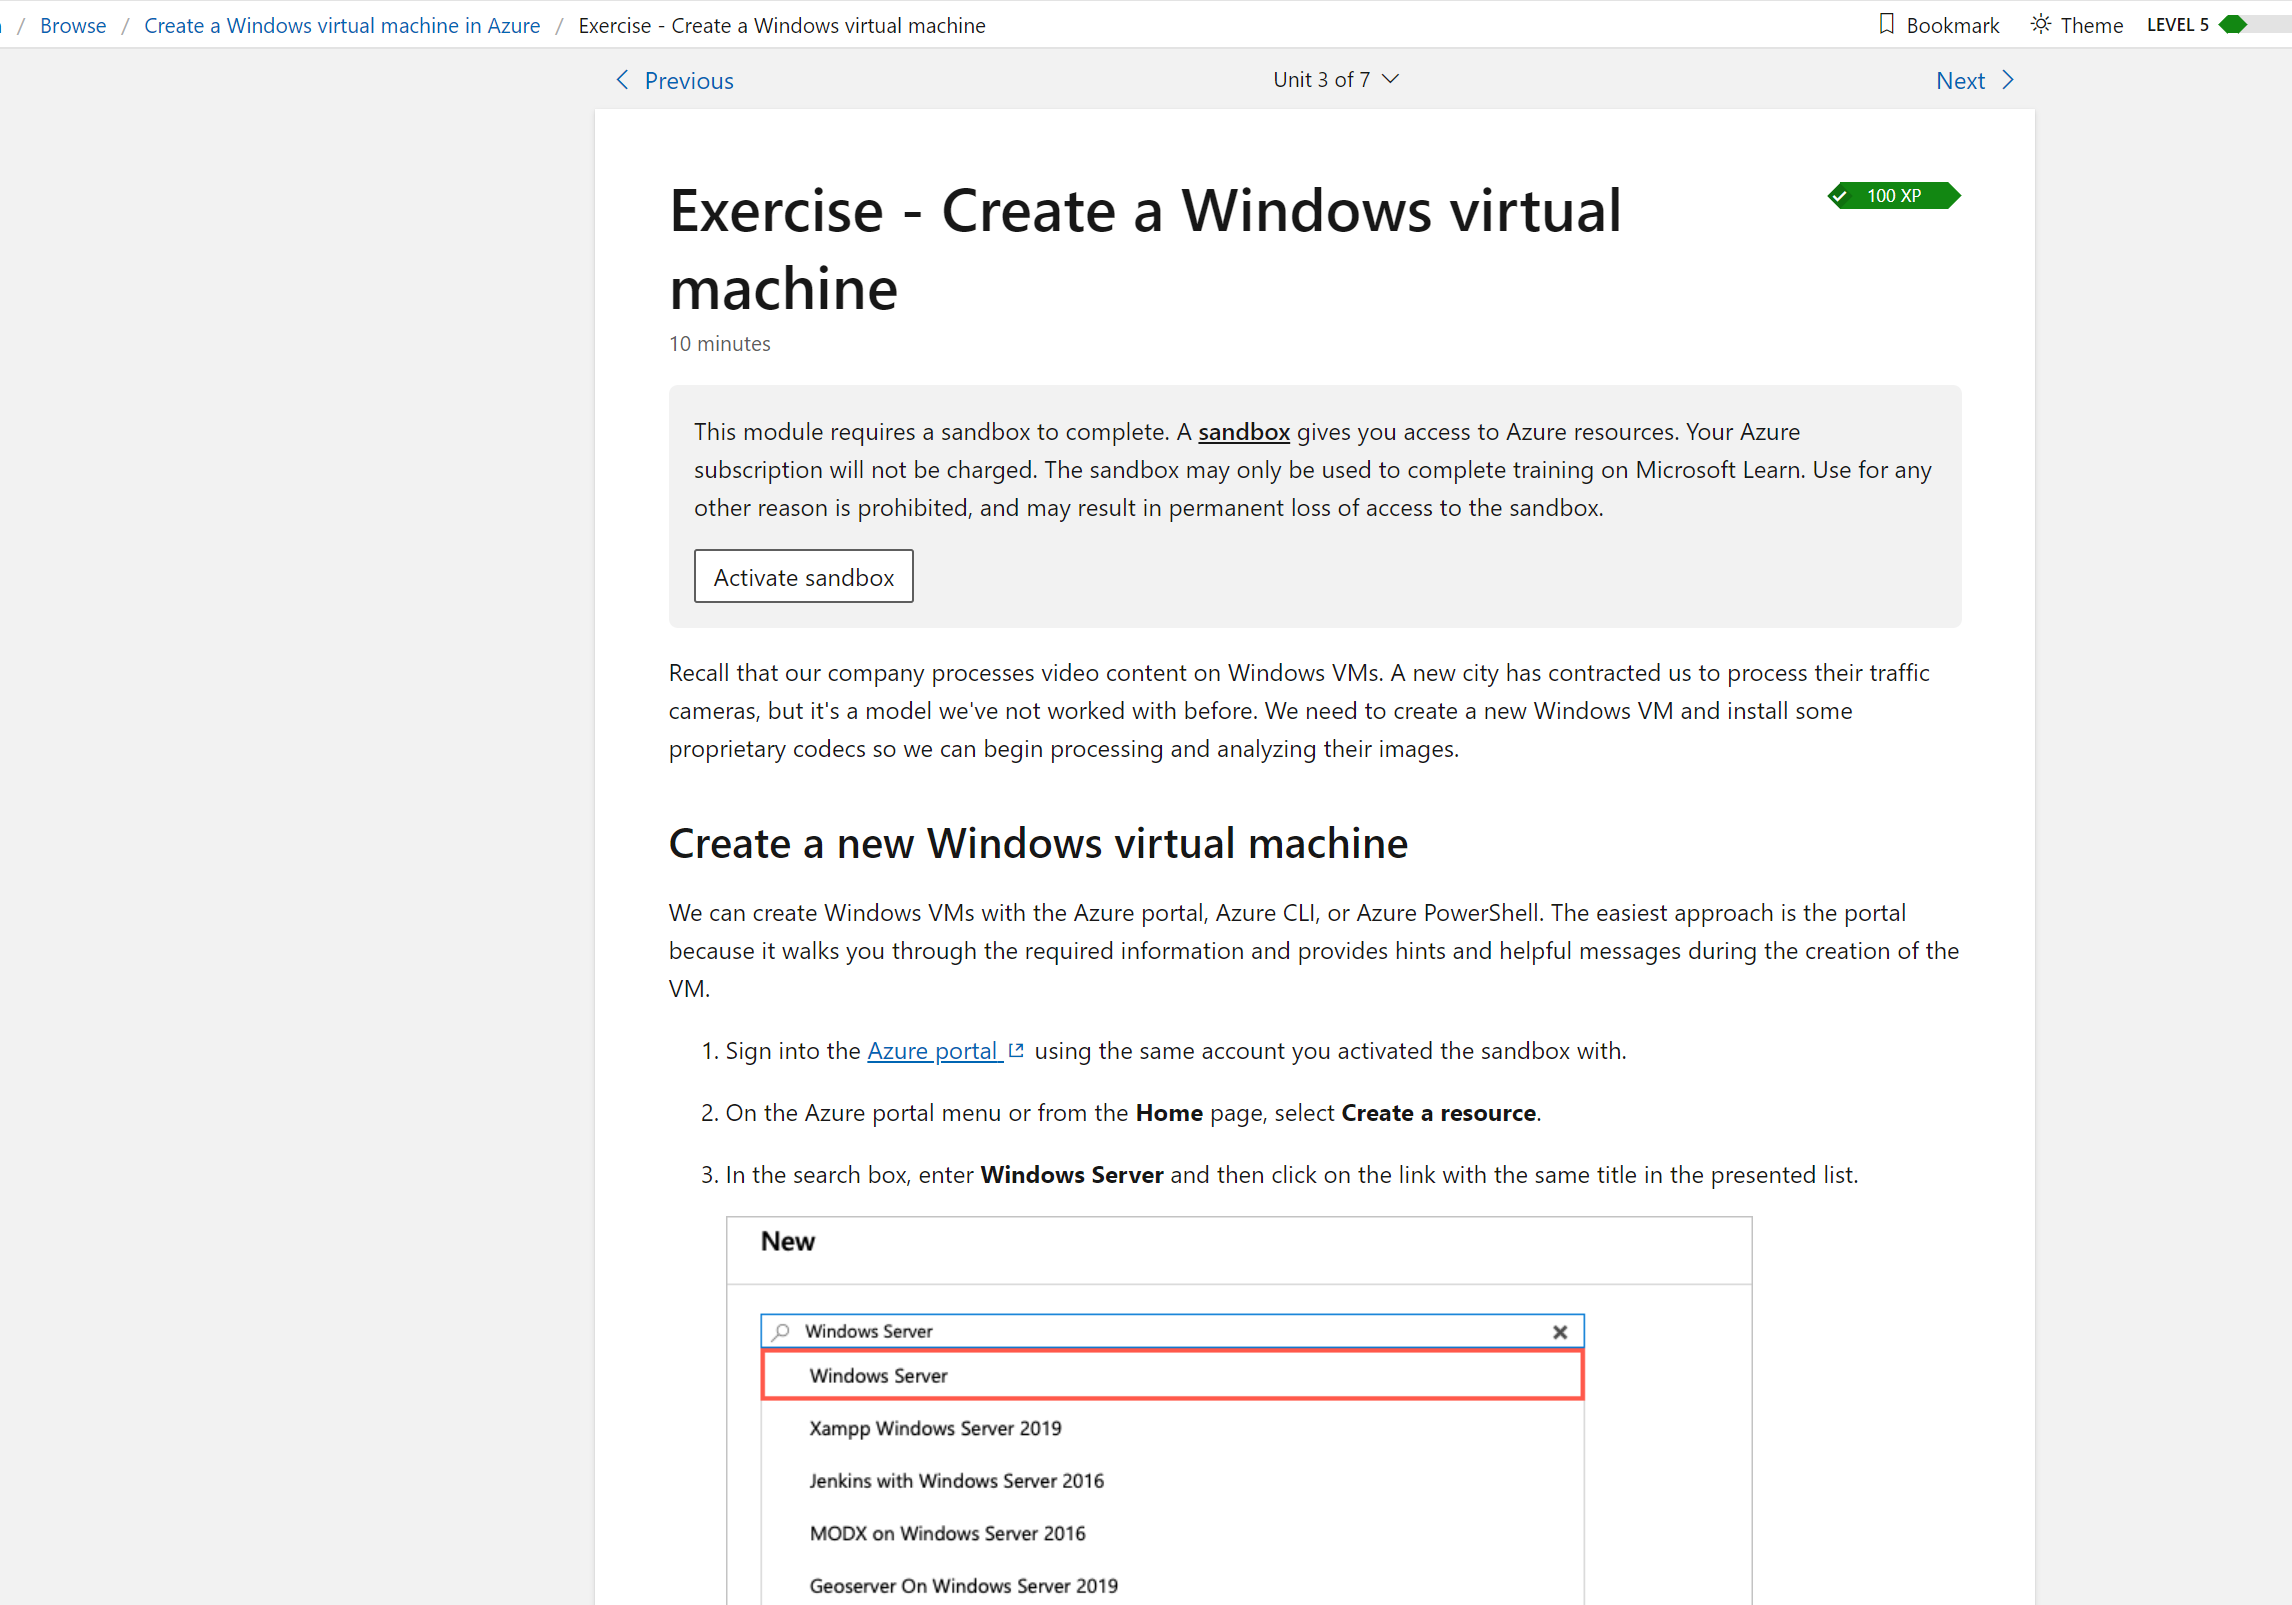 / Browse / Create a Windows virtual machine in Azure / Exercise - Create a Windows virtual machine
Bookmark Theme LEVEL 5
Previous Unit 3 of 7 Next
Exercise - Create a Windows virtual
machine
100 XP
10 minutes
This module requires a sandbox to complete. A sandbox gives you access to Azure resources. Your Azure
subscription will not be charged. The sandbox may only be used to complete training on Microsoft Learn. Use for any
other reason is prohibited, and may result in permanent loss of access to the sandbox.
Activate sandbox
Recall that our company processes video content on Windows VMs. A new city has contracted us to process their traffic
cameras, but it's a model we've not worked with before. We need to create a new Windows VM and install some
proprietary codecs so we can begin processing and analyzing their images.
Create a new Windows virtual machine
We can create Windows VMs with the Azure portal, Azure CLI, or Azure PowerShell. The easiest approach is the portal
because it walks you through the required information and provides hints and helpful messages during the creation of the
VM.
1. Sign into the Azure portal using the same account you activated the sandbox with.
2. On the Azure portal menu or from the Home page, select Create a resource.
3. In the search box, enter Windows Server and then click on the link with the same title in the presented list.
New
Windows Server
Windows Server
Xampp Windows Server 2019
Jenkins with Windows Server 2016
MODX on Windows Server 2016
Geoserver On Windows Server 2019